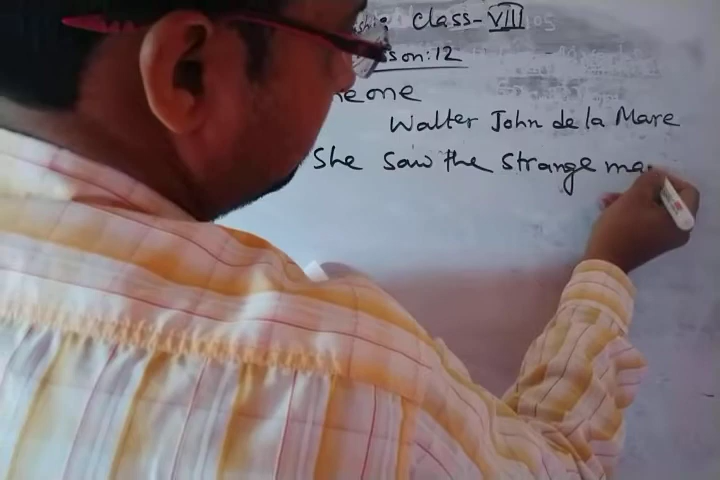 Class-VIII
son:12
eone
Walter John de la Mare
She saw the strange ma